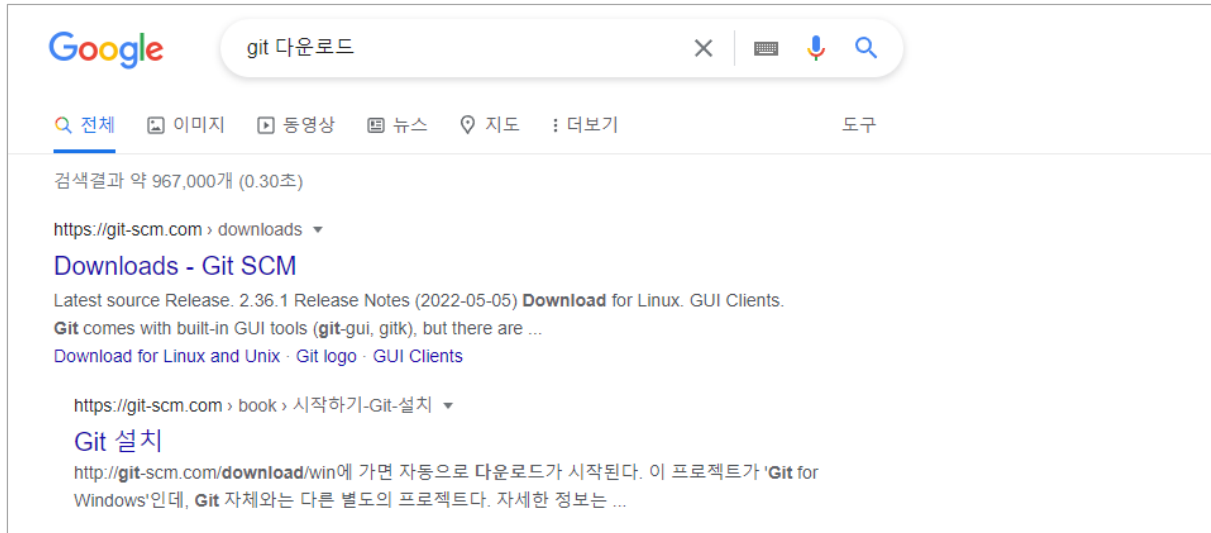 Google
git 다운로드
전체 이미지 동영상 뉴스 지도 더보기 도구
검색결과 약 967,000개 (0.30초)
https://git-scm.com › downloads
Downloads - Git SCM
Latest source Release. 2.36.1 Release Notes (2022-05-05) Download for Linux. GUI Clients.
Git comes with built-in GUI tools (git-gui, gitk), but there are ...
Download for Linux and Unix · Git logo · GUI Clients
https://git-scm.com › book › 시작하기-Git-설치
Git 설치
http://git-scm.com/download/win에 가면 자동으로 다운로드가 시작된다. 이 프로젝트가 'Git for
Windows'인데, Git 자체와는 다른 별도의 프로젝트다. 자세한 정보는 ...